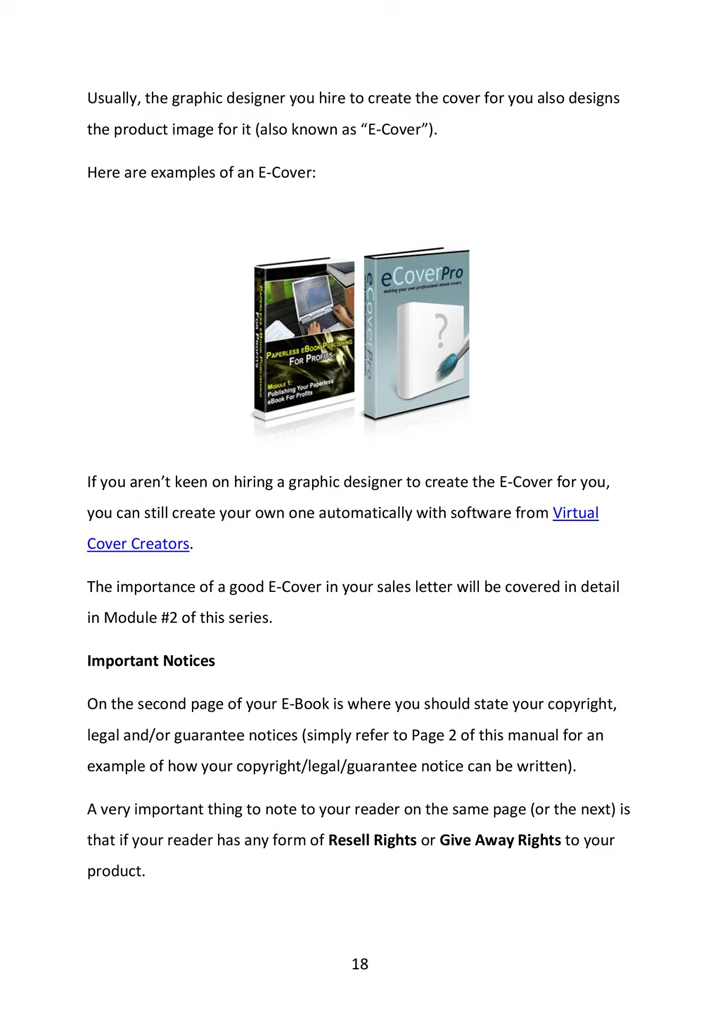 Usually, the graphic designer you hire to create the cover for you also designs
the product image for it (also known as “E-Cover”).
Here are examples of an E-Cover:
PAPERLESS EBOOK PUBLISHING
FOR PROFITS
MODULE 1:
Publishing Your Paperless
eBook For Profits
PAPERLESS EBOOK PUBLISHING
FOR PROFITS
eCoverPro
making your own professional ebook covers
?
eCoverPro
If you aren’t keen on hiring a graphic designer to create the E-Cover for you,
you can still create your own one automatically with software from Virtual
Cover Creators.
The importance of a good E-Cover in your sales letter will be covered in detail
in Module #2 of this series.
Important Notices
On the second page of your E-Book is where you should state your copyright,
legal and/or guarantee notices (simply refer to Page 2 of this manual for an
example of how your copyright/legal/guarantee notice can be written).
A very important thing to note to your reader on the same page (or the next) is
that if your reader has any form of Resell Rights or Give Away Rights to your
product.
18